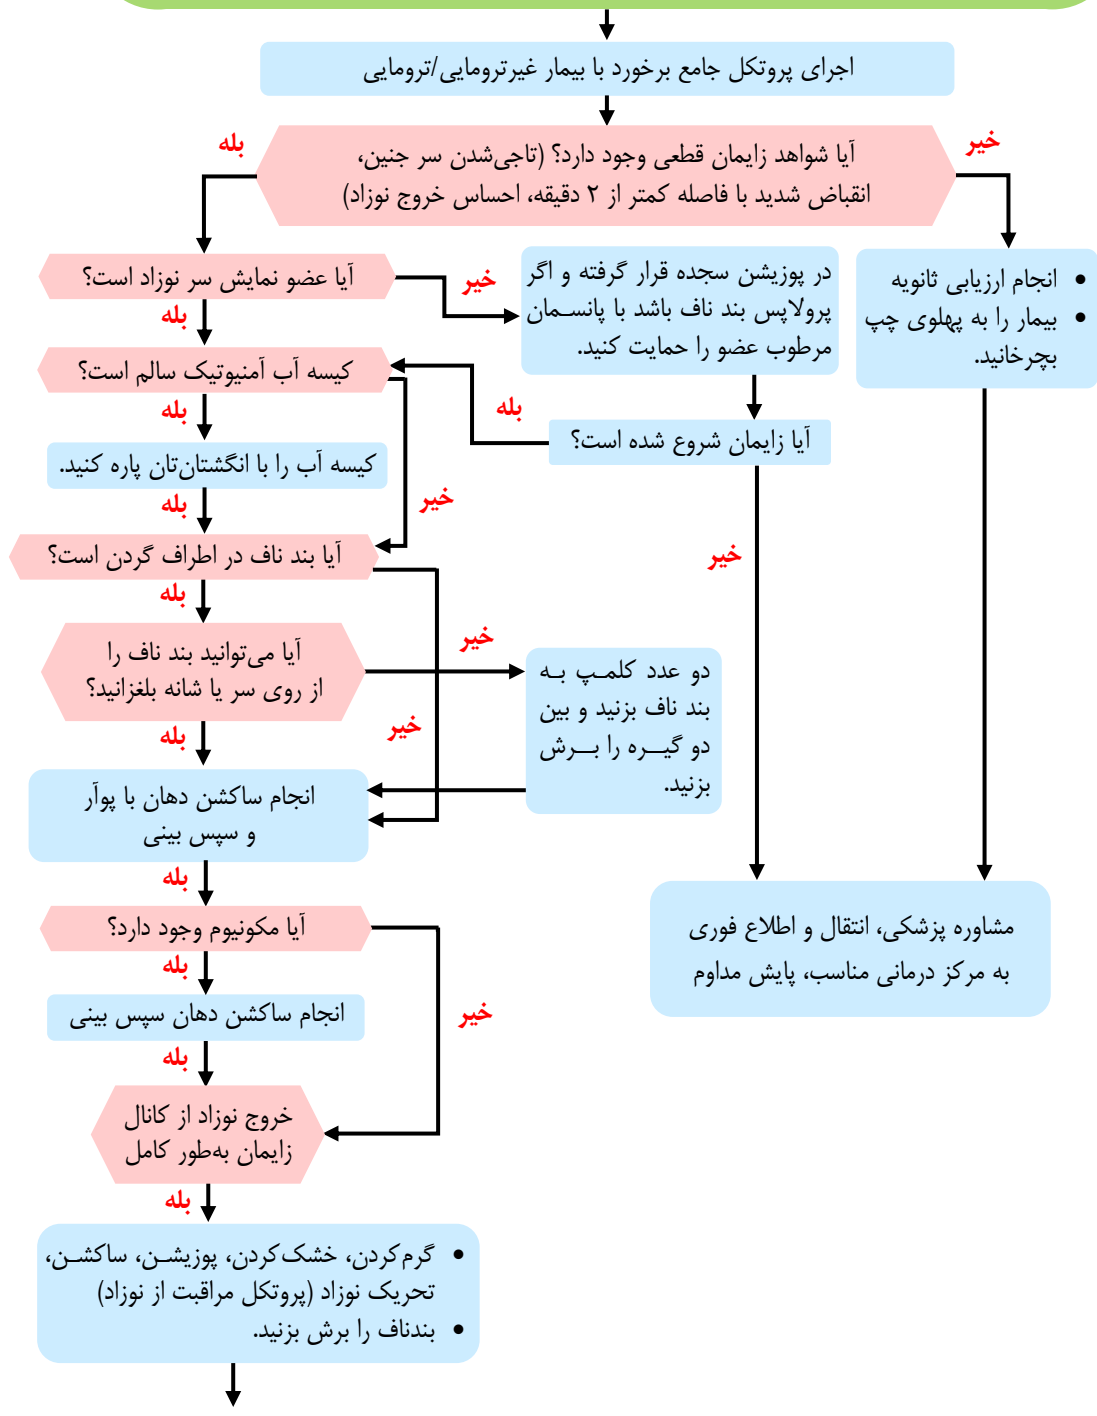 اجرای پروتکل جامع برخورد با بیمار غیرترومایی/ترومایی
خیر
بله
آیا شواهد زایمان قطعی وجود دارد؟ (تاجی‌شدن سر جنین،
انقباض شدید با فاصله کمتر از ۲ دقیقه، احساس خروج نوزاد)
• انجام ارزیابی ثانویه
• بیمار را به پهلوی چپ
بچرخانید.
در پوزیشن سجده قرار گرفته و اگر
پرولاپس بند ناف باشد با پانسـمان
مرطوب عضو را حمایت کنید.
خیر
آیا عضو نمایش سر نوزاد است؟
بله
کیسه آب آمنیوتیک سالم است؟
بله
بله
آیا زایمان شروع شده است؟
کیسه آب را با انگشتان‌تان پاره کنید.
خیر
بله
خیر
آیا بند ناف در اطراف گردن است؟
بله
خیر
آیا می‌توانید بند ناف را
از روی سر یا شانه بلغزانید؟
دو عدد کلمـپ بـه
بند ناف بزنید و بین
دو گیــره را بــرش
بزنید.
خیر
بله
انجام ساکشن دهان با پوآر
و سپس بینی
بله
آیا مکونیوم وجود دارد؟
مشاوره پزشکی، انتقال و اطلاع فوری
به مرکز درمانی مناسب، پایش مداوم
بله
انجام ساکشن دهان سپس بینی
خیر
بله
خروج نوزاد از کانال
زایمان به‌طور کامل
بله
• گرم‌کردن، خشک‌کردن، پوزیشـن، ساکشـن،
تحریک نوزاد (پروتکل مراقبت از نوزاد)
• بندناف را برش بزنید.